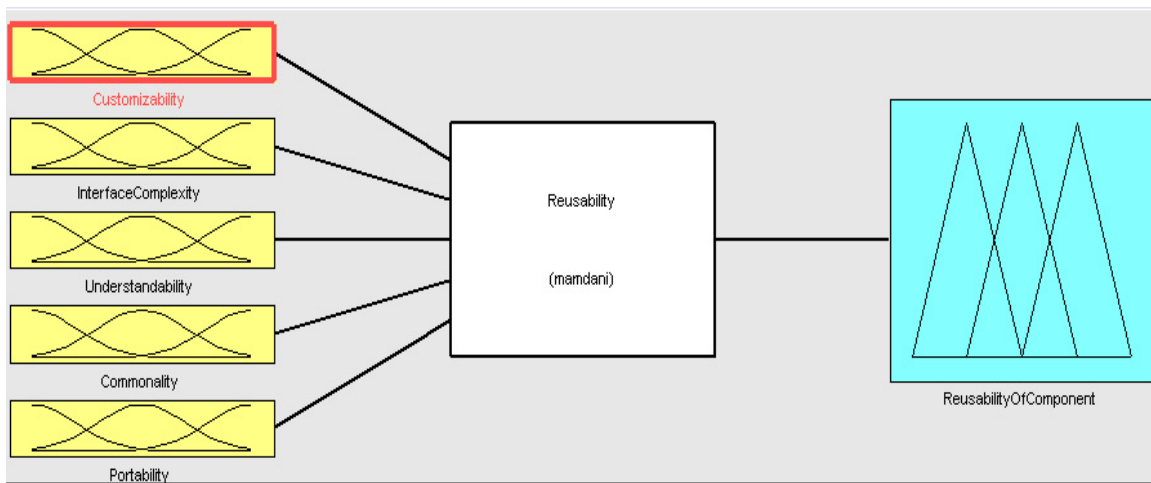 Customizability
InterfaceComplexity
Understandability
Commonality
Portability
Reusability
(mamdani)
ReusabilityOfComponent